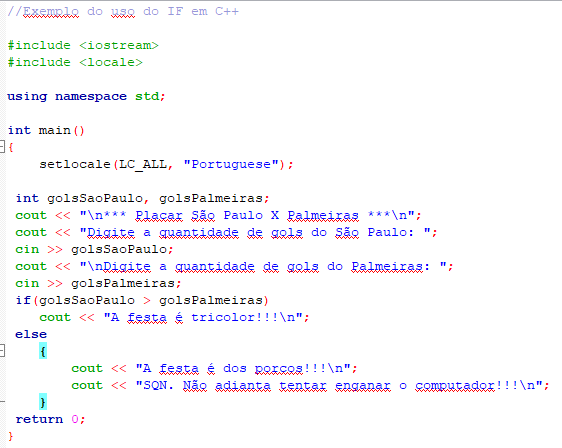 //Exemplo do uso do IF em C++
#include <iostream>
#include <locale>
using namespace std;
int main()
{
setlocale(LC_ALL, "Portuguese");
int golsSaoPaulo, golsPalmeiras;
cout << "\n*** Placar São Paulo X Palmeiras ***\n";
cout << "Digite a quantidade de gols do São Paulo: ";
cin >> golsSaoPaulo;
cout << "\nDigite a quantidade de gols do Palmeiras: ";
cin >> golsPalmeiras;
if(golsSaoPaulo > golsPalmeiras)
cout << "A festa é tricolor!!!\n";
else
{
cout << "A festa é dos porcos!!!\n";
cout << "SQN. Não adianta tentar enganar o computador!!!\n";
}
return 0;
}